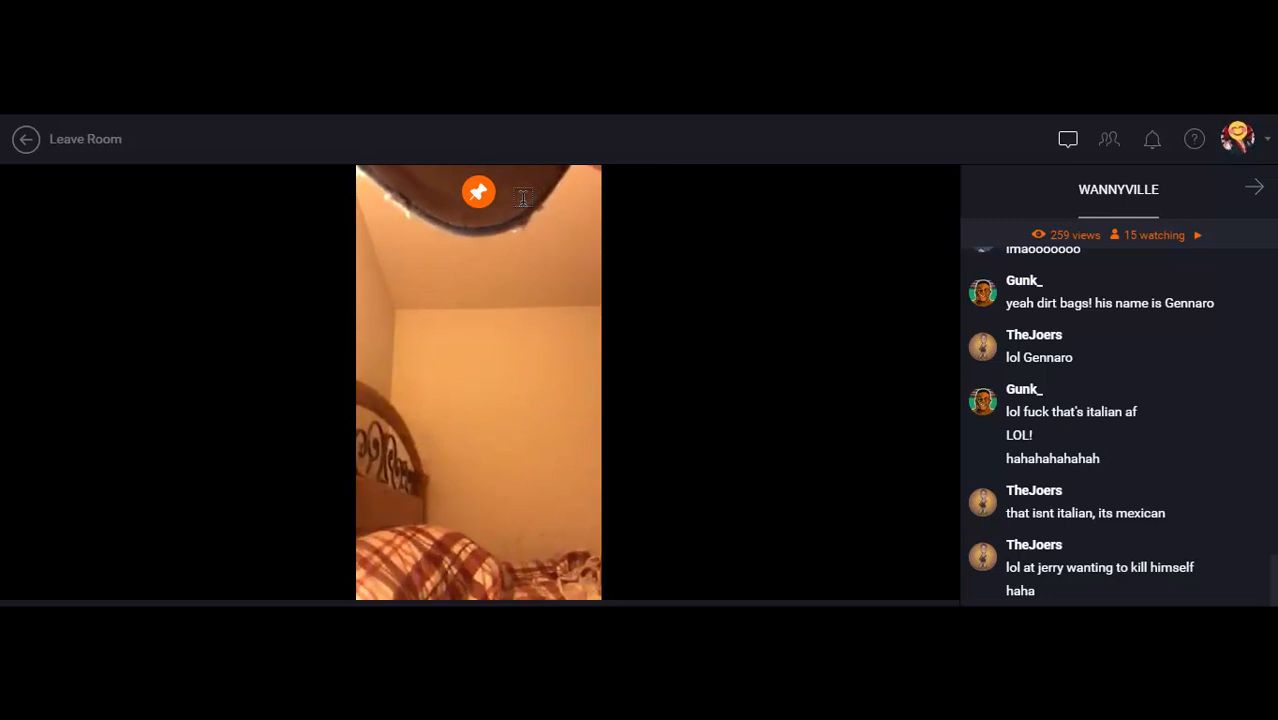 Leave Room
WANNYVILLE
259 views 15 watching
lmaooooooo
Gunk_
yeah dirt bags! his name is Gennaro
TheJoers
lol Gennaro
Gunk_
lol fuck that's italian af
LOL!
hahahahahahah
TheJoers
that isnt italian, its mexican
TheJoers
lol at jerry wanting to kill himself
haha